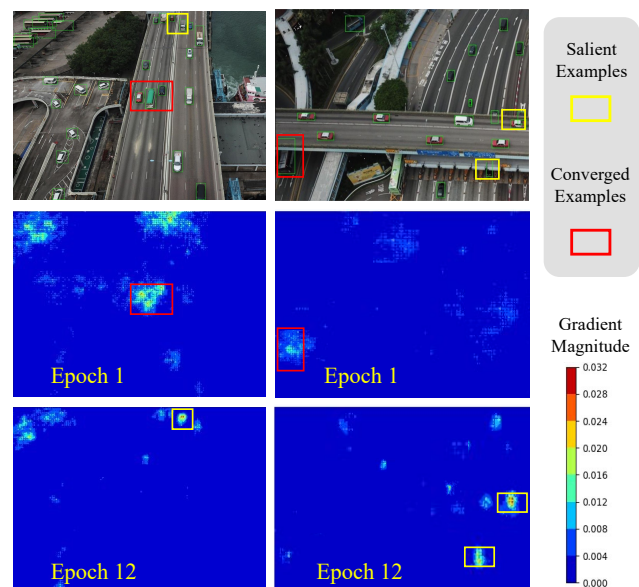 Salient
Examples
Converged
Examples
Epoch 1
Epoch 1
Gradient
Magnitude
0.032
0.028
0.024
0.020
0.016
0.012
0.008
0.004
0.000
Epoch 12
Epoch 12